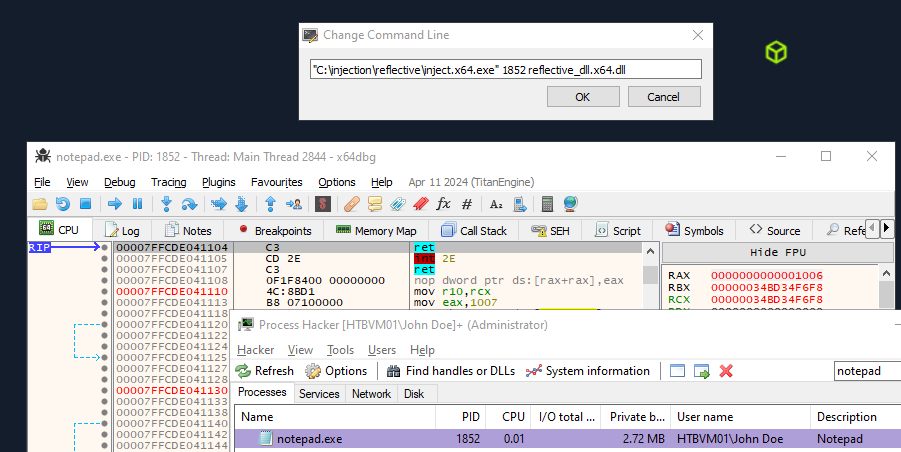 Change Command Line
"C:\injection\reflective\inject.x64.exe" 1852 reflective_dll.x64.dll
OK Cancel
notepad.exe - PID: 1852 - Thread: Main Thread 2844 - x64dbg
File View Debug Tracing Plugins Favourites Options Help Apr 11 2024 (TitanEngine)
CPU Log Notes Breakpoints Memory Map Call Stack SEH Script Symbols Source Refe
RIP 00007FFCDE041104 C3 ret Hide FPU
00007FFCDE041105 CD 2E int 2E
00007FFCDE041107 C3 ret RAX 0000000000001006
00007FFCDE041108 0F1F8400 00000000 nop dword ptr ds:[rax+rax],eax RBX 00000034BD34F6F8
00007FFCDE041110 4C:8BD1 mov r10,rcx RCX 00000034BD34F6F8
00007FFCDE041113 B8 07100000 mov eax,1007
00007FFCDE041118
00007FFCDE041120
00007FFCDE041122
00007FFCDE041124
00007FFCDE041125
00007FFCDE041127
00007FFCDE041128
00007FFCDE041130
00007FFCDE041133
00007FFCDE041138
00007FFCDE041140
00007FFCDE041142
00007FFCDE041144
Process Hacker [HTBVM01\John Doe]+ (Administrator)
Hacker View Tools Users Help
Refresh Options Find handles or DLLs System information notepad
Processes Services Network Disk
Name PID CPU I/O total ... Private b... User name Description
notepad.exe 1852 0.01 2.72 MB HTBVM01\John Doe Notepad